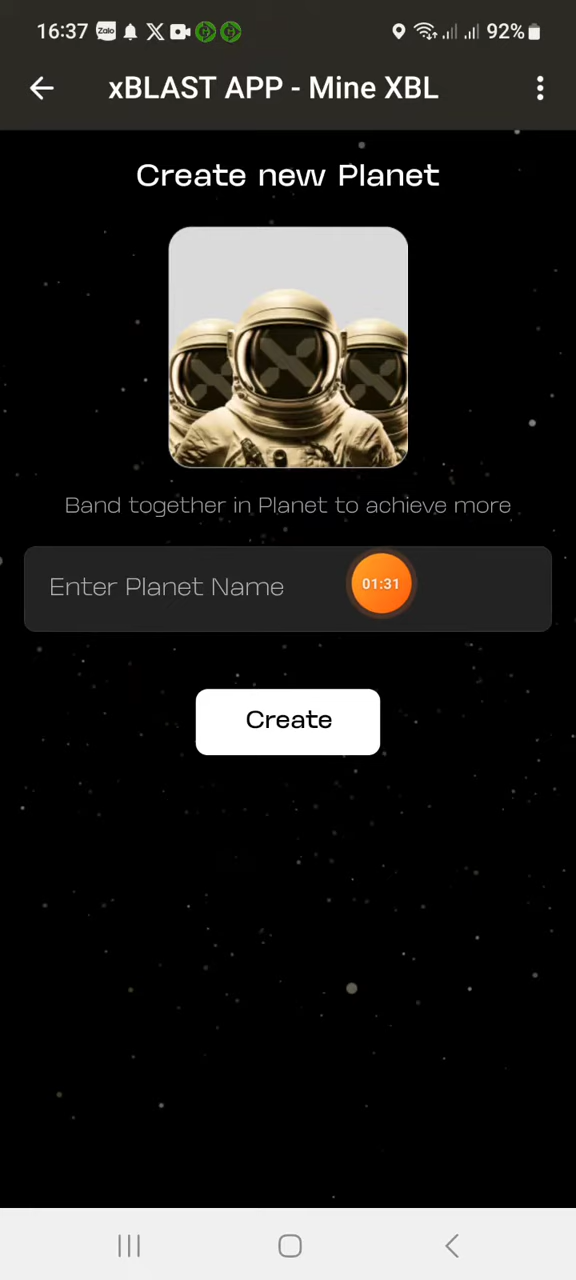 16:37 Zalo 92%
xBLAST APP - Mine XBL
Create new Planet
Band together in Planet to achieve more
Enter Planet Name
01:31
Create